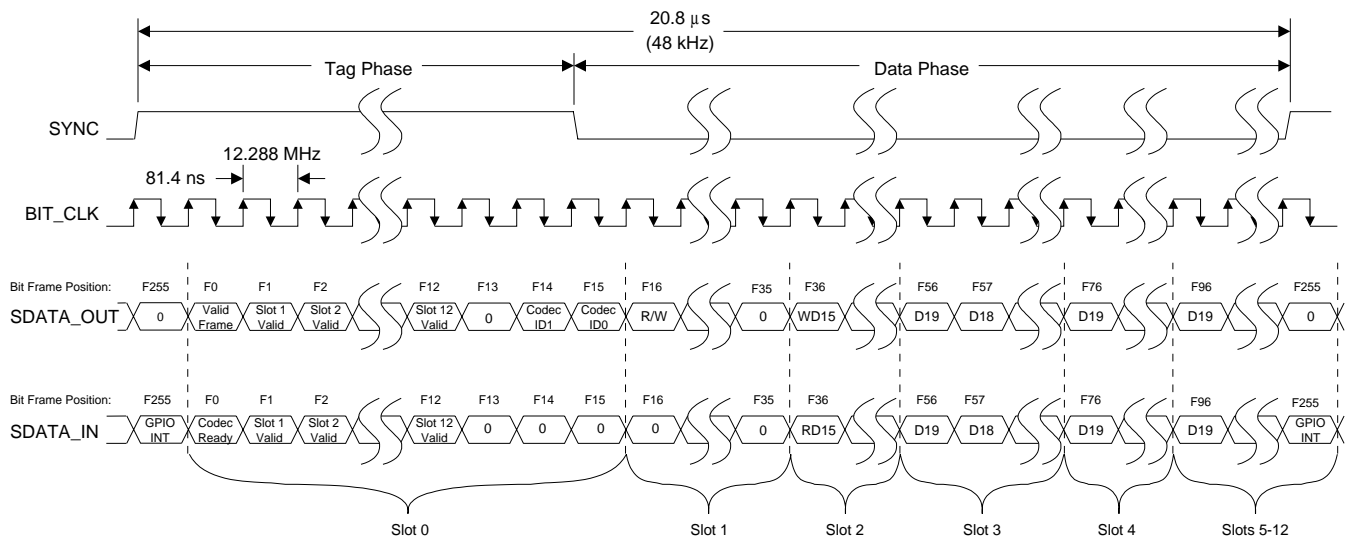 20.8 μs
(48 kHz)
Tag Phase
Data Phase
SYNC
12.288 MHz
81.4 ns
BIT_CLK
Bit Frame Position: F255 F0 F1 F2 F12 F13 F14 F15 F16 F35 F36 F56 F57 F76 F96 F255
SDATA_OUT 0 Valid Frame Slot 1 Valid Slot 2 Valid Slot 12 Valid 0 Codec ID1 Codec ID0 R/W 0 WD15 D19 D18 D19 D19 0
Bit Frame Position: F255 F0 F1 F2 F12 F13 F14 F15 F16 F35 F36 F56 F57 F76 F96 F255
SDATA_IN GPIO INT Codec Ready Slot 1 Valid Slot 2 Valid Slot 12 Valid 0 0 0 0 0 RD15 D19 D18 D19 D19 GPIO INT
Slot 0 Slot 1 Slot 2 Slot 3 Slot 4 Slots 5-12